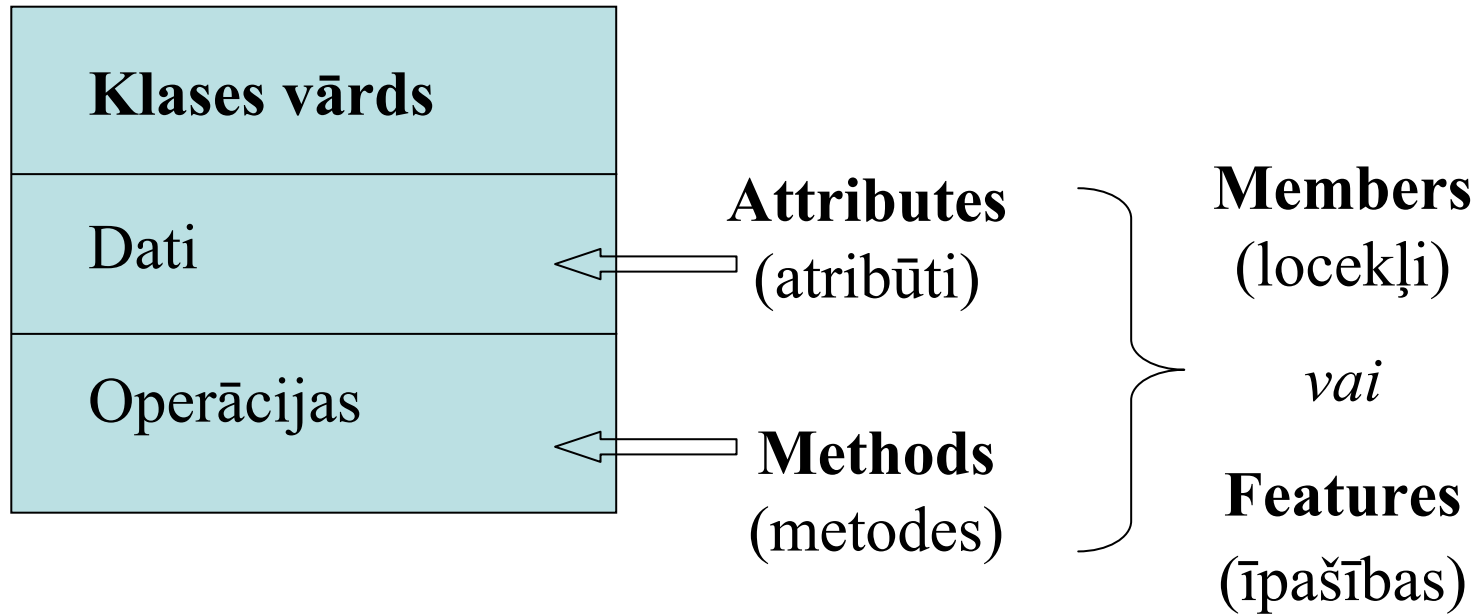 Klases vārds
Dati
Operācijas
Attributes
(atribūti)
Methods
(metodes)
Members
(locekļi)
vai
Features
(īpašības)